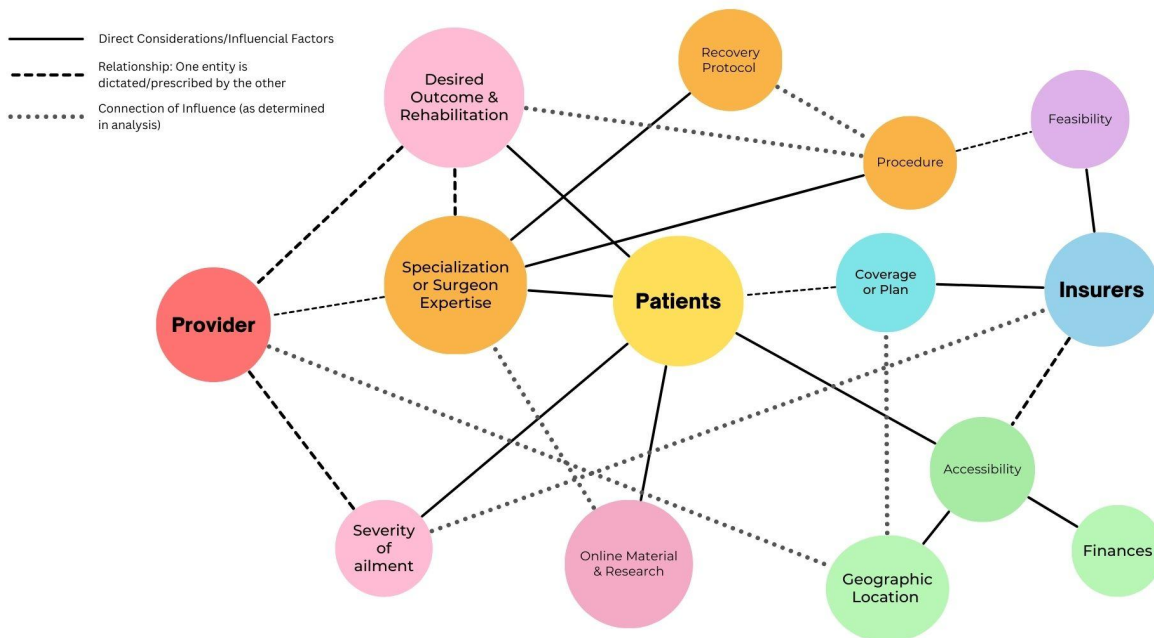 Direct Considerations/Influencial Factors
Relationship: One entity is
dictated/prescribed by the other
Connection of Influence (as determined
in analysis)
Desired
Outcome &
Rehabilitation
Recovery
Protocol
Feasibility
Procedure
Specialization
or Surgeon
Expertise
Patients
Coverage
or Plan
Insurers
Provider
Accessibility
Severity
of
ailment
Online Material
& Research
Geographic
Location
Finances